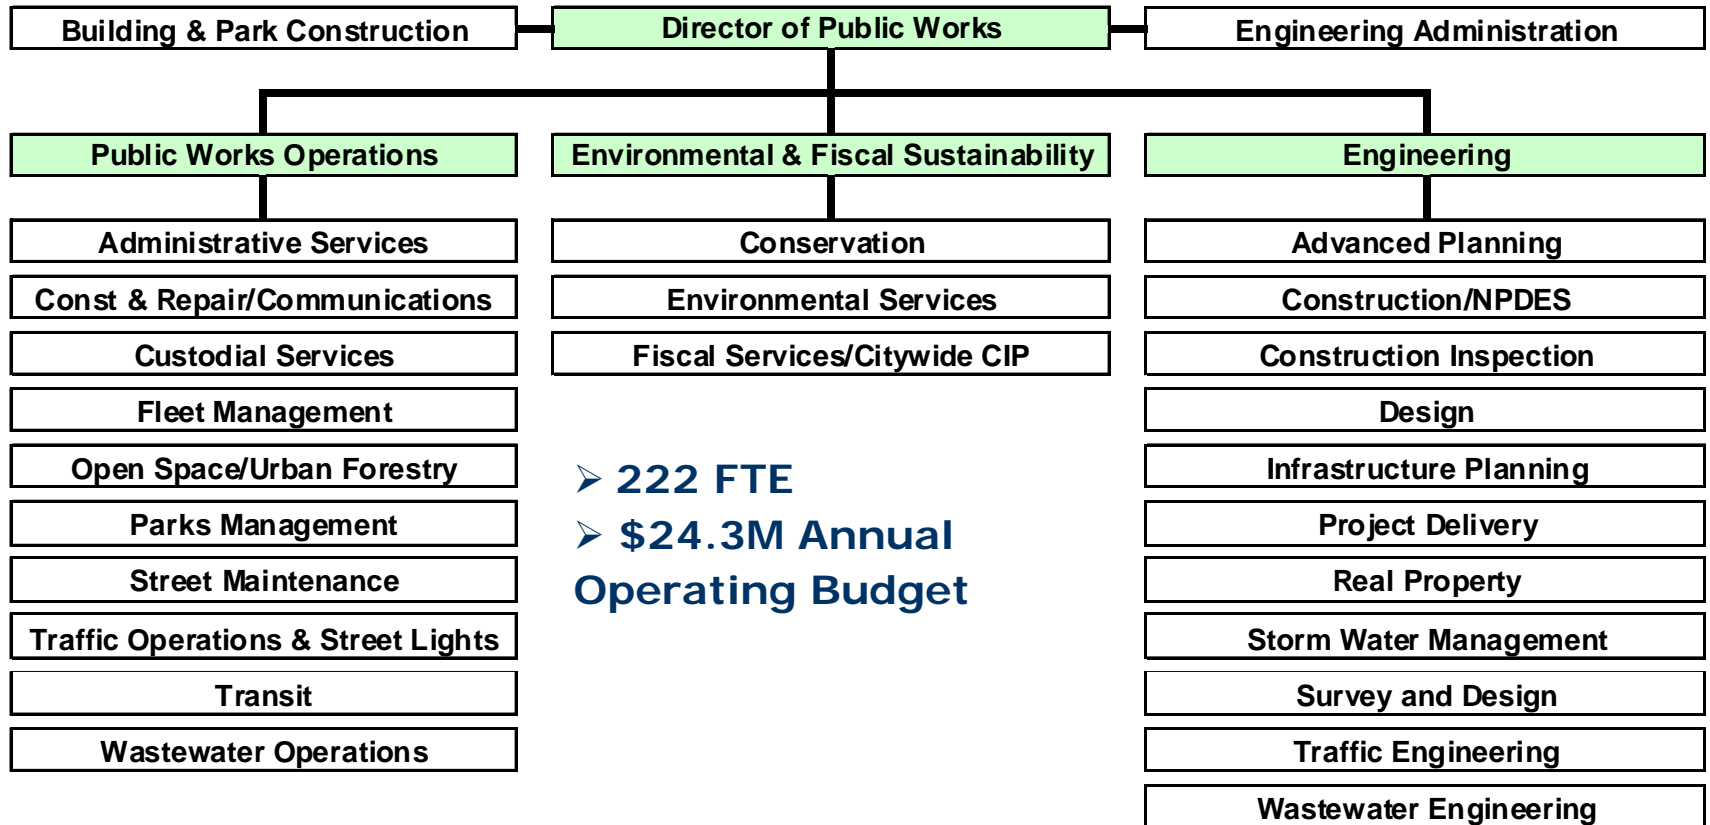 Building & Park Construction
Director of Public Works
Engineering Administration
Public Works Operations
Environmental & Fiscal Sustainability
Engineering
Administrative Services
Const & Repair/Communications
Custodial Services
Fleet Management
Open Space/Urban Forestry
Parks Management
Street Maintenance
Traffic Operations & Street Lights
Transit
Wastewater Operations
Conservation
Environmental Services
Fiscal Services/Citywide CIP
➢ 222 FTE
➢ $24.3M Annual
Operating Budget
Advanced Planning
Construction/NPDES
Construction Inspection
Design
Infrastructure Planning
Project Delivery
Real Property
Storm Water Management
Survey and Design
Traffic Engineering
Wastewater Engineering